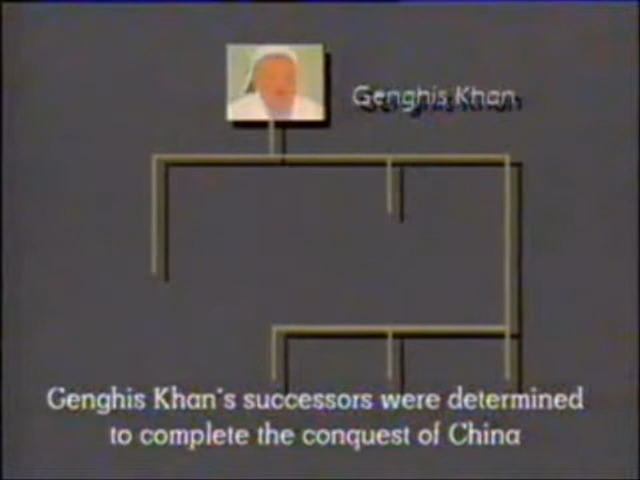 Genghis Khan
Genghis Khan's successors were determined
to complete the conquest of China